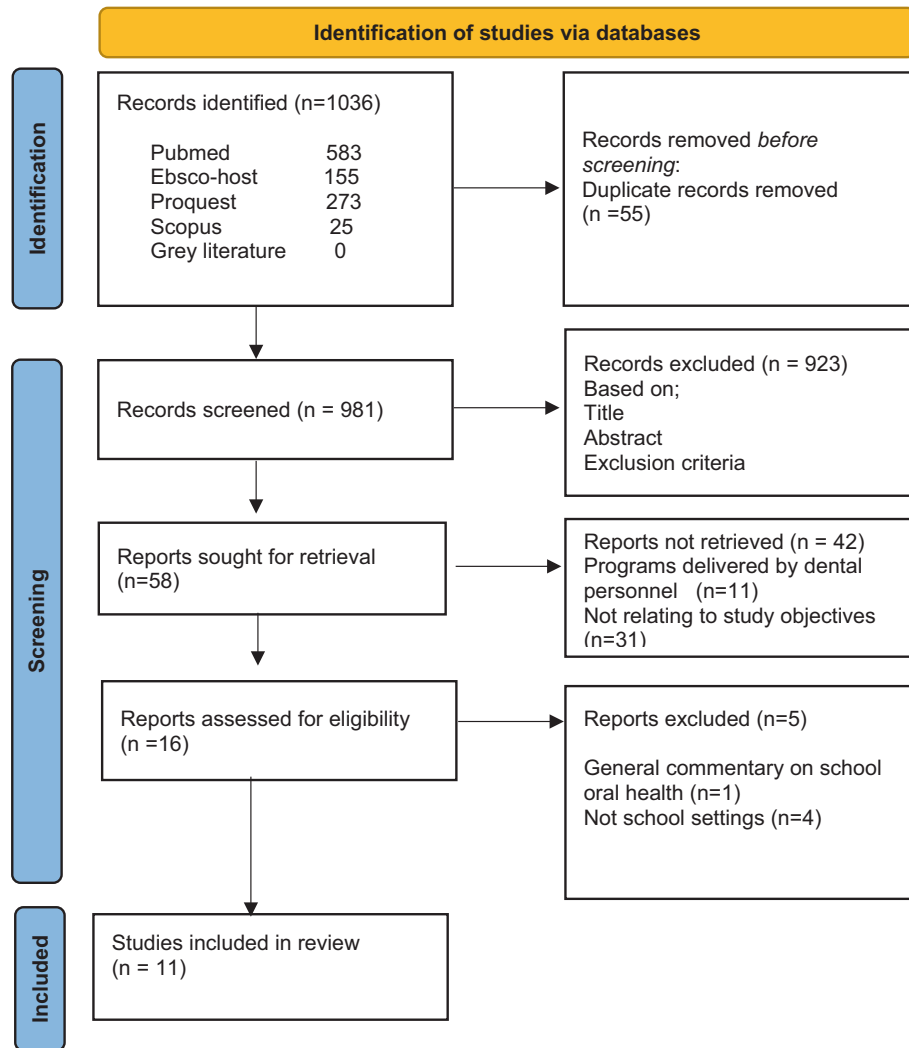 Identification of studies via databases
Identification
Records identified (n=1036)
Pubmed 583
Ebsco-host 155
Proquest 273
Scopus 25
Grey literature 0
Records removed before
screening:
Duplicate records removed
(n =55)
Screening
Records screened (n = 981)
Records excluded (n = 923)
Based on;
Title
Abstract
Exclusion criteria
Reports sought for retrieval
(n=58)
Reports not retrieved (n = 42)
Programs delivered by dental
personnel (n=11)
Not relating to study objectives
(n=31)
Reports assessed for eligibility
(n =16)
Reports excluded (n=5)
General commentary on school
oral health (n=1)
Not school settings (n=4)
Included
Studies included in review
(n = 11)